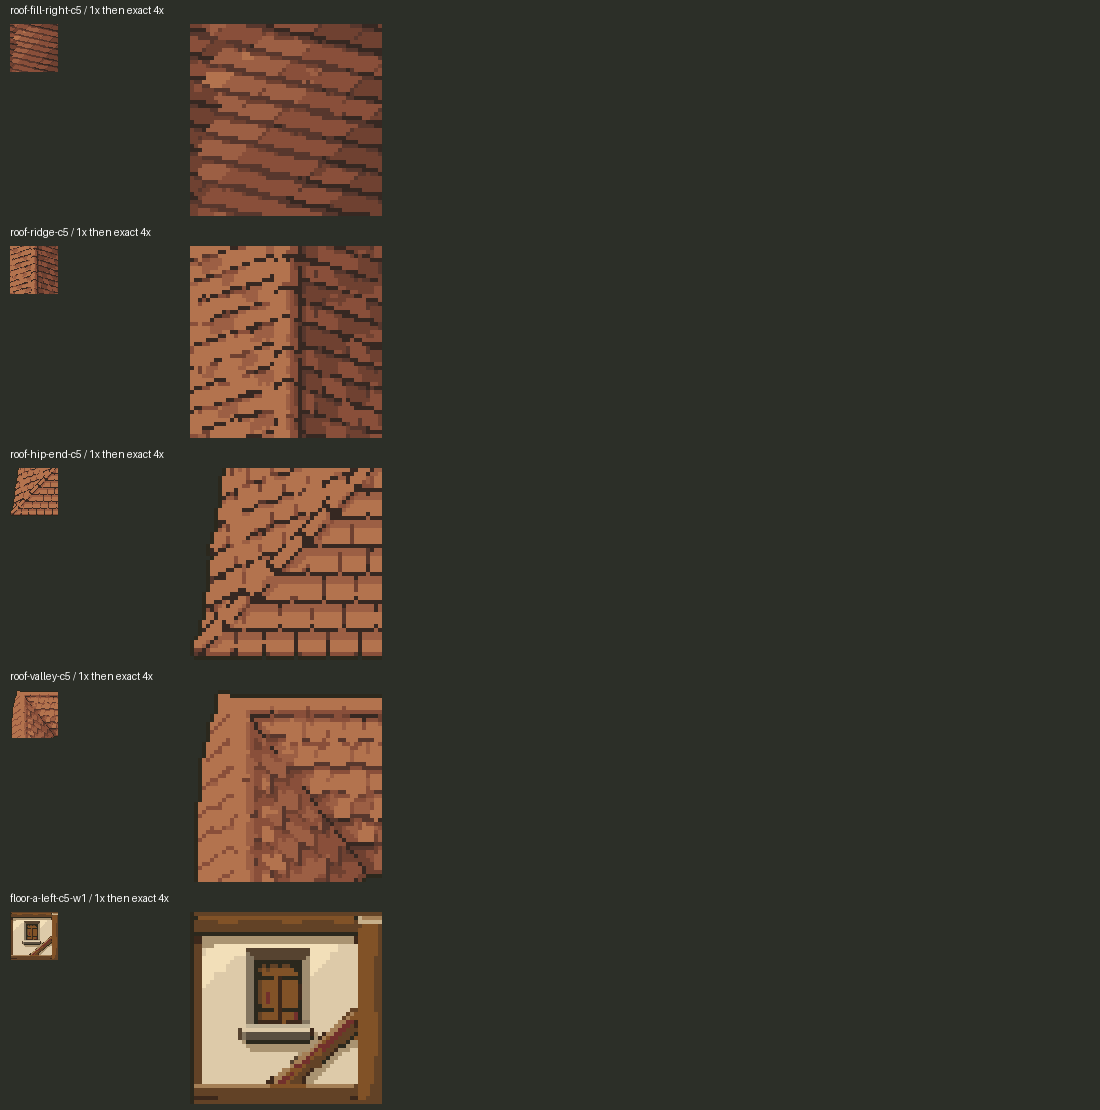 roof-fill-right-c5 / 1x then exact 4x
roof-ridge-c5 / 1x then exact 4x
roof-hip-end-c5 / 1x then exact 4x
roof-valley-c5 / 1x then exact 4x
floor-a-left-c5-w1 / 1x then exact 4x